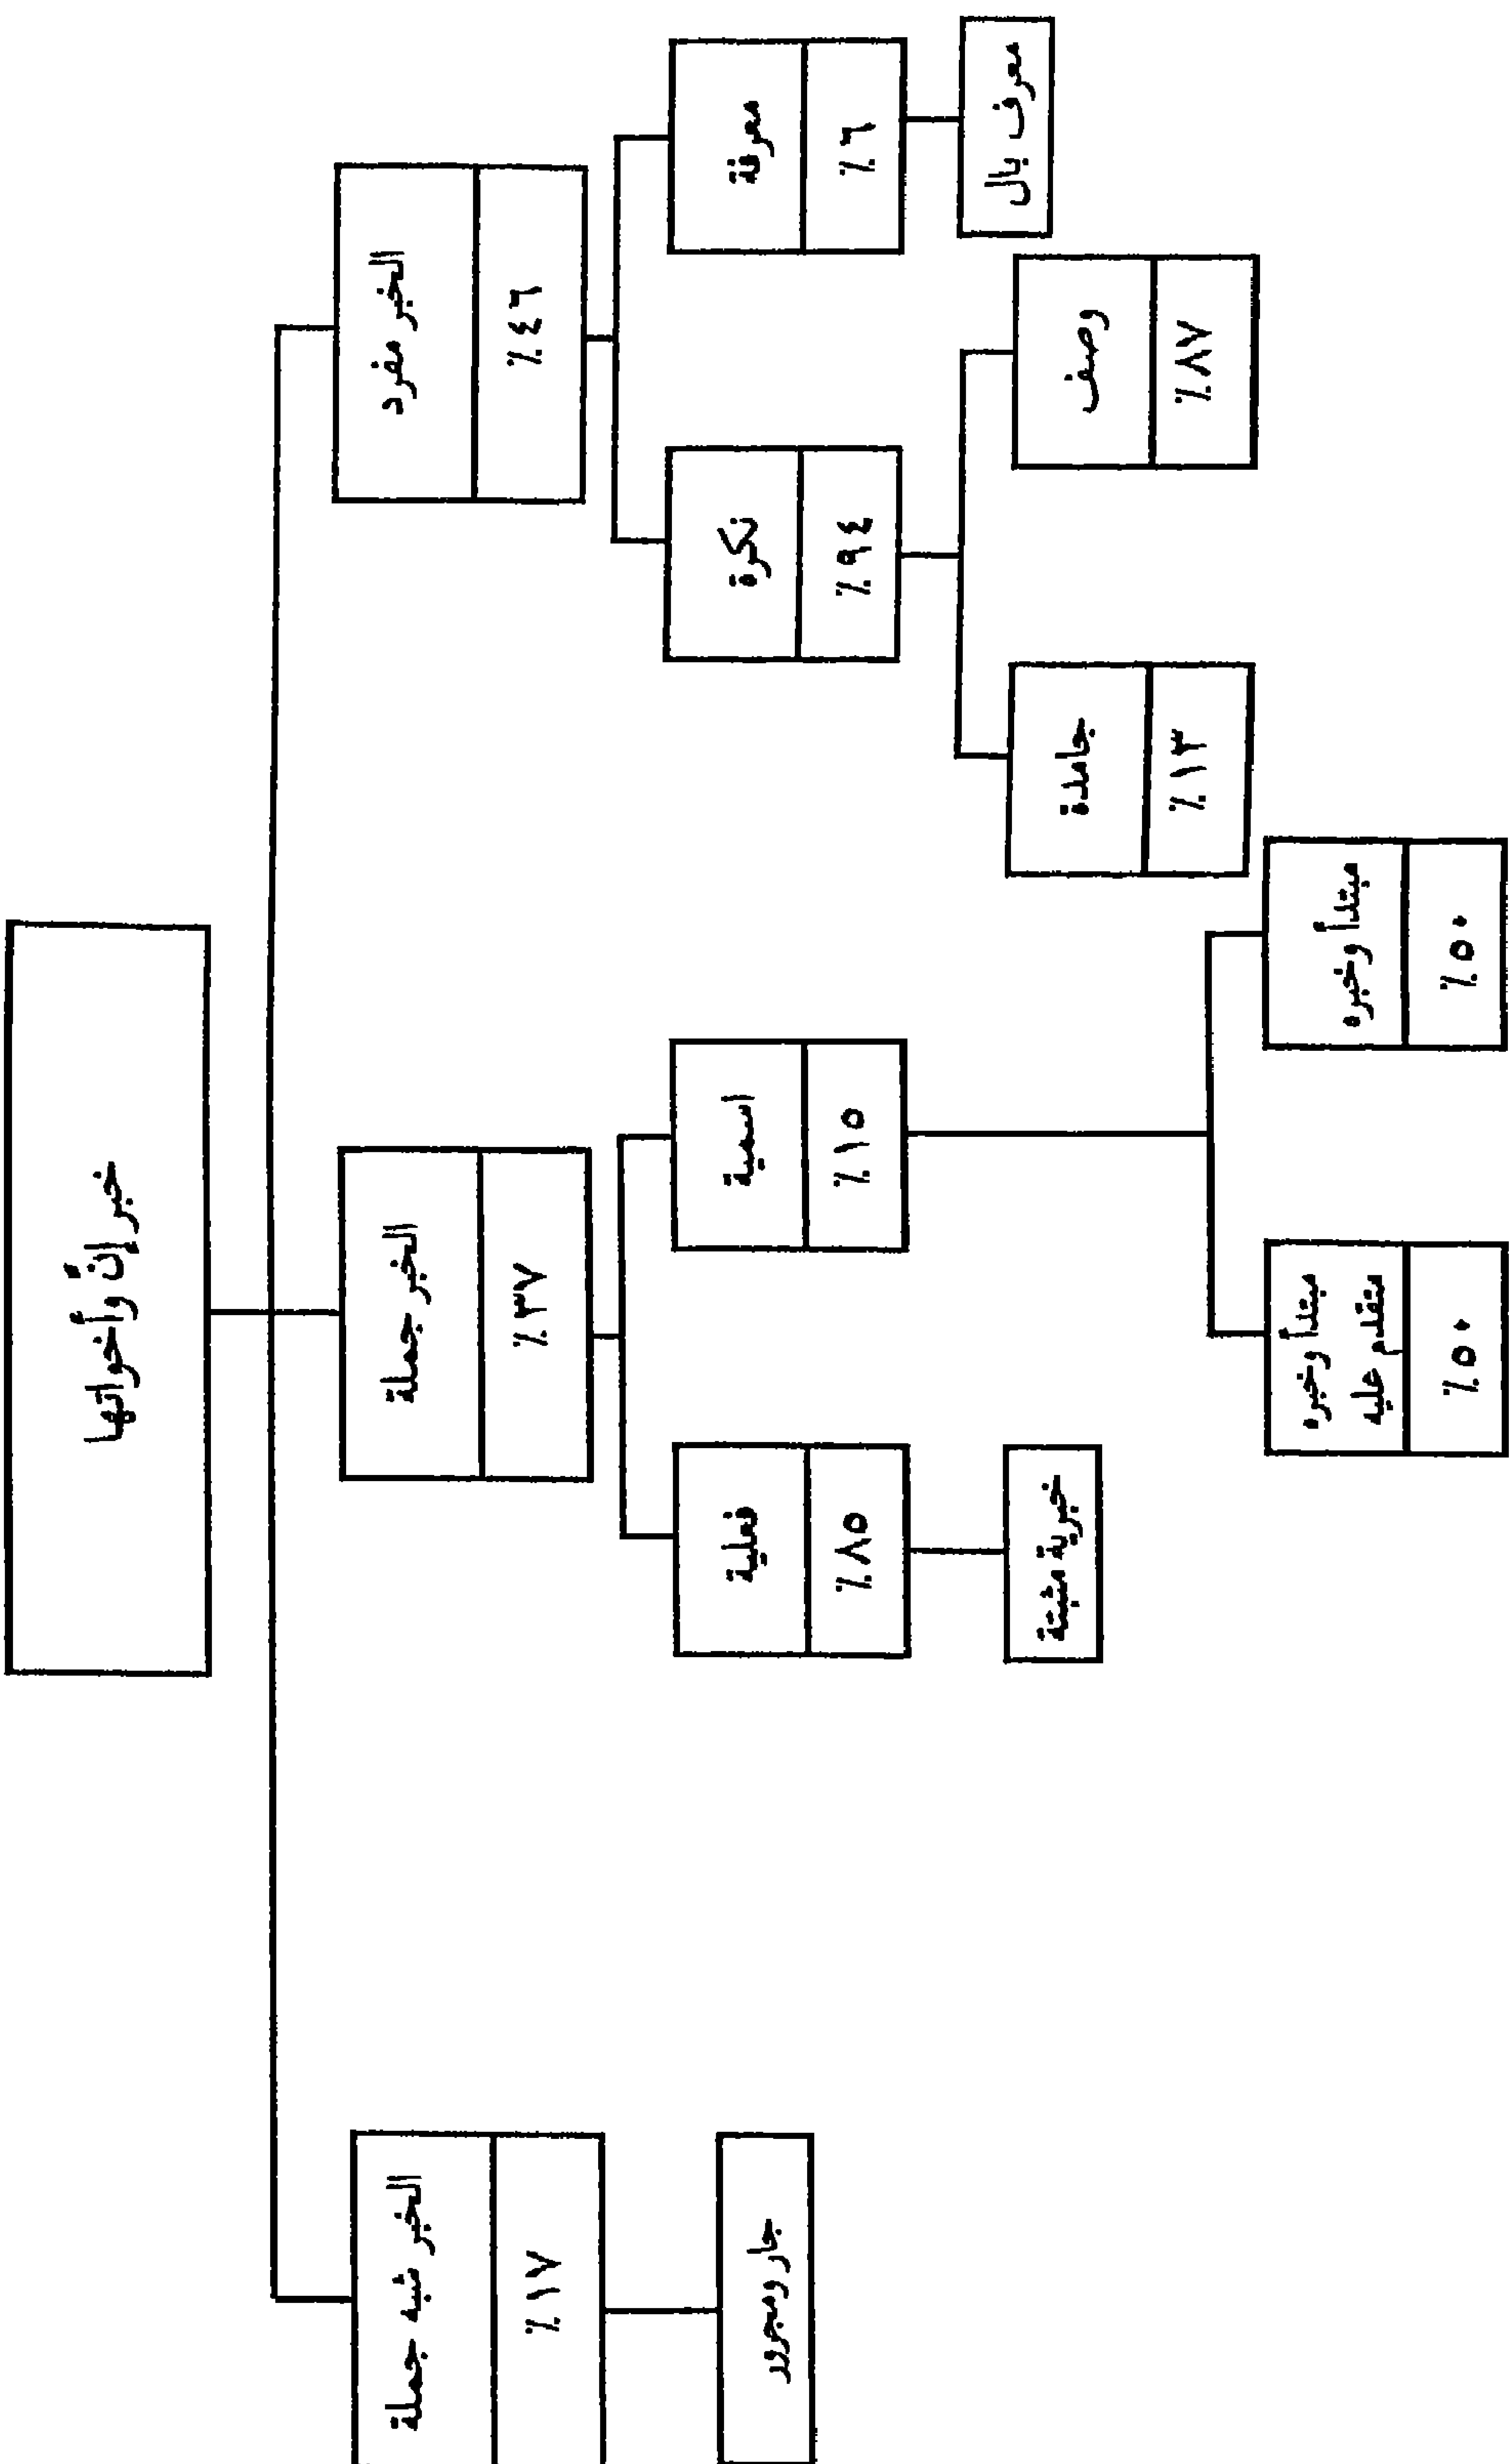 خبر إنّ وأخواتها
الخبر مفرد
٪٤٦
معرفة
٪٦
معرف بال
نكرة
٪٩٤
وصف
٪٨٧
جامدة
٪١٣
الخبر جملة
٪٣٧
اسمية
٪١٥
مبتدأ وخبره
٪٥٠
مبتدأ وخبره
متقدم عليه
٪٥٠
فعلية
٪٨٥
خبرية مثبتة
الخبر شبه جملة
٪١٧
جار ومجرور